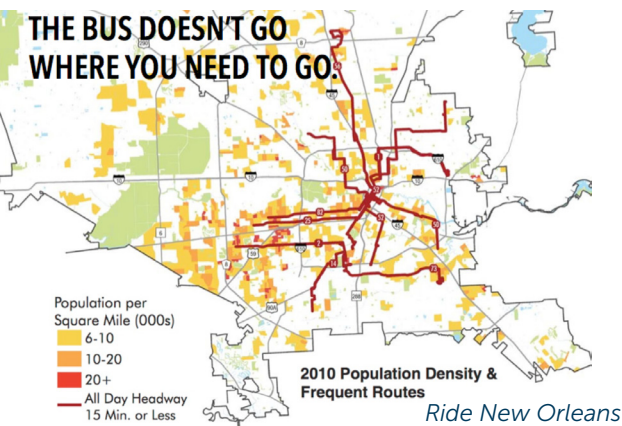 THE BUS DOESN'T GO
WHERE YOU NEED TO GO.
Population per
Square Mile (000s)
6-10
10-20
20+
All Day Headway
15 Min. or Less
2010 Population Density &
Frequent Routes
Ride New Orleans